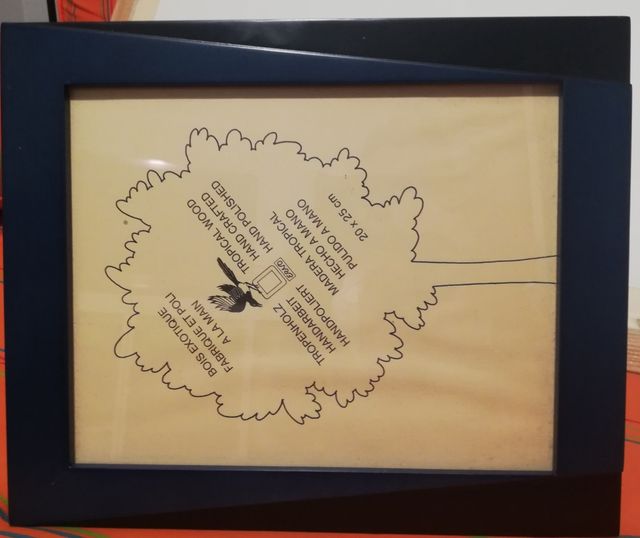 BOIS EXOTIQUE
FABRIQUE ET POLI
A LA MAIN
TROPICAL WOOD
HAND CRAFTED
HAND POLISHED
TROPENHOLZ
HANDARBEIT
HANDPOLIERT
MADERA TROPICAL
HECHO A MANO
PULIDO A MANO
20 x 25 cm